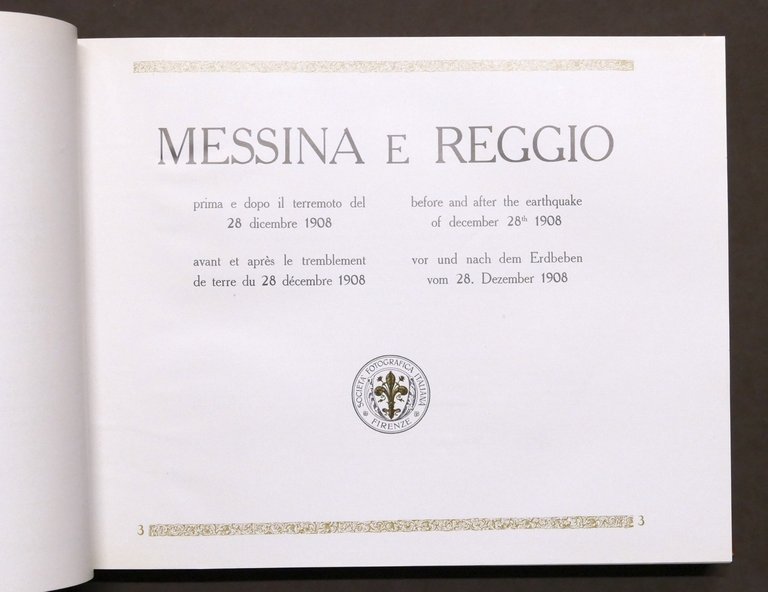 MESSINA E REGGIO
prima e dopo il terremoto del
28 dicembre 1908
before and after the earthquake
of december 28th 1908
avant et après le tremblement
de terre du 28 décembre 1908
vor und nach dem Erdbeben
vom 28. Dezember 1908
SOCIETÀ FOTOGRAFICA ITALIANA
FIRENZE
3
3